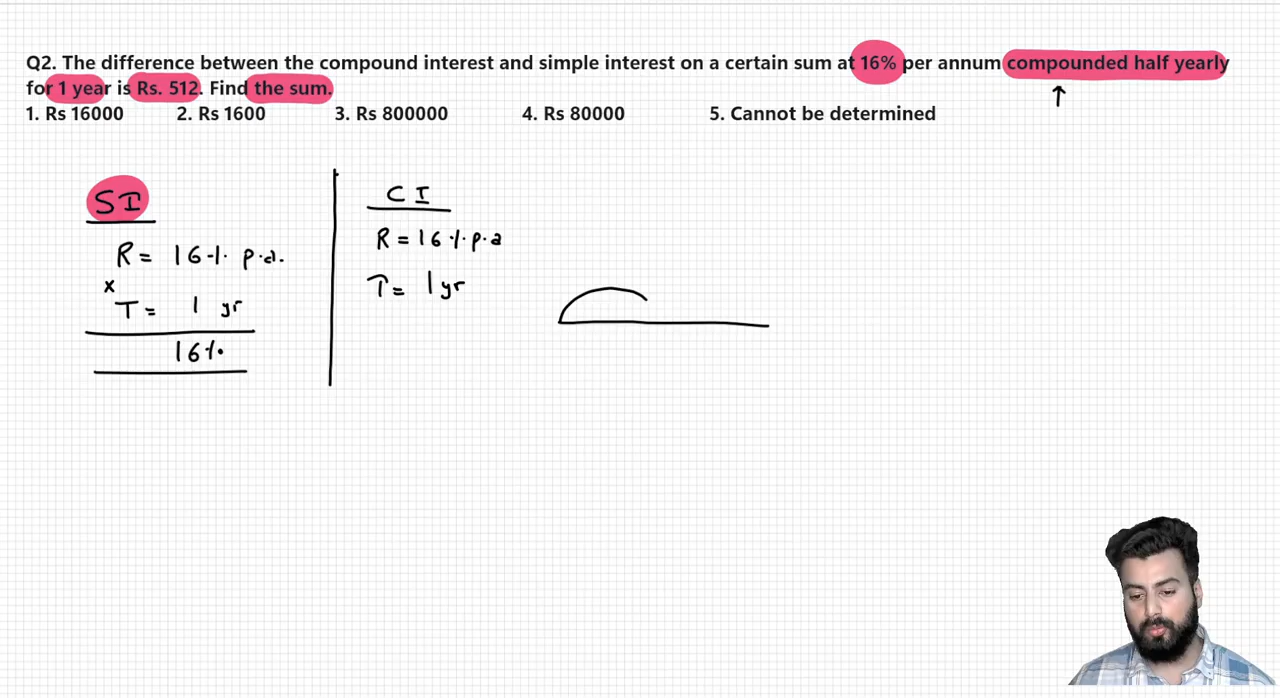 Q2. The difference between the compound interest and simple interest on a certain sum at 16% per annum compounded half yearly
for 1 year is Rs. 512. Find the sum.
1. Rs 16000 2. Rs 1600 3. Rs 800000 4. Rs 80000 5. Cannot be determined
SI
R = 16% p.a.
x
T = 1 yr
16%
CI
R = 16% p.a
T = 1yr